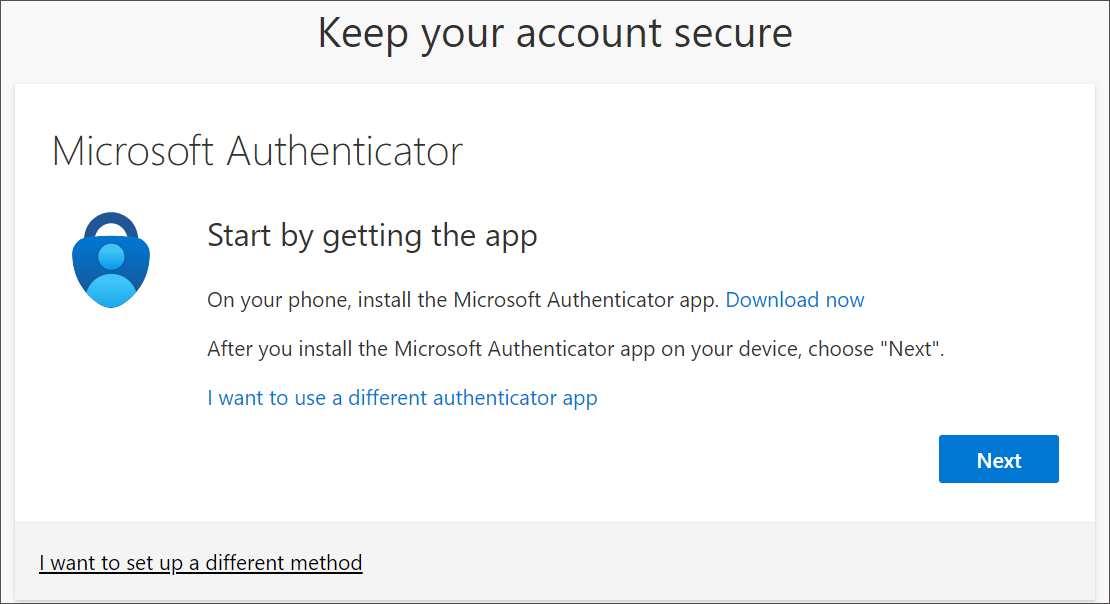 Keep your account secure
Microsoft Authenticator
Start by getting the app
On your phone, install the Microsoft Authenticator app. Download now
After you install the Microsoft Authenticator app on your device, choose "Next".
I want to use a different authenticator app
Next
I want to set up a different method